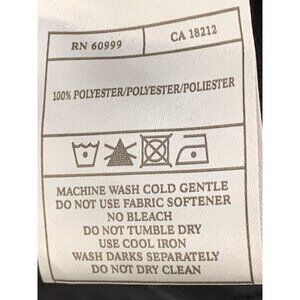 RN 60999 CA 18212
100% POLYESTER/POLYESTER/POLIESTER
MACHINE WASH COLD GENTLE
DO NOT USE FABRIC SOFTENER
NO BLEACH
DO NOT TUMBLE DRY
USE COOL IRON
WASH DARKS SEPARATELY
DO NOT DRY CLEAN